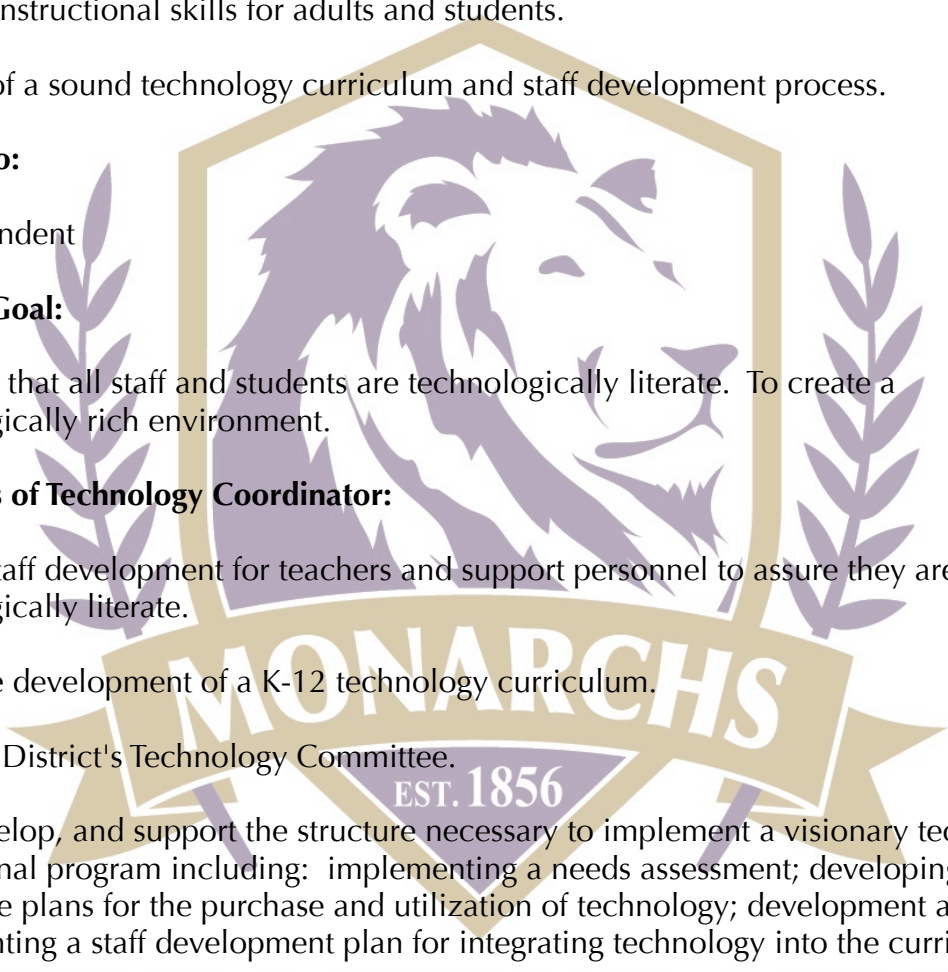 nstructional skills for adults and students.
of a sound technology curriculum and staff development process.
o:
ndent
Goal:
that all staff and students are technologically literate.  To create a
gically rich environment.
s of Technology Coordinator:
taff development for teachers and support personnel to assure they are
gically literate.
e development of a K-12 technology curriculum.
MONARCHS
District's Technology Committee.
EST. 1856
elop, and support the structure necessary to implement a visionary tec
nal program including:  implementing a needs assessment; developing
e plans for the purchase and utilization of technology; development a
nting a staff development plan for integrating technology into the curri